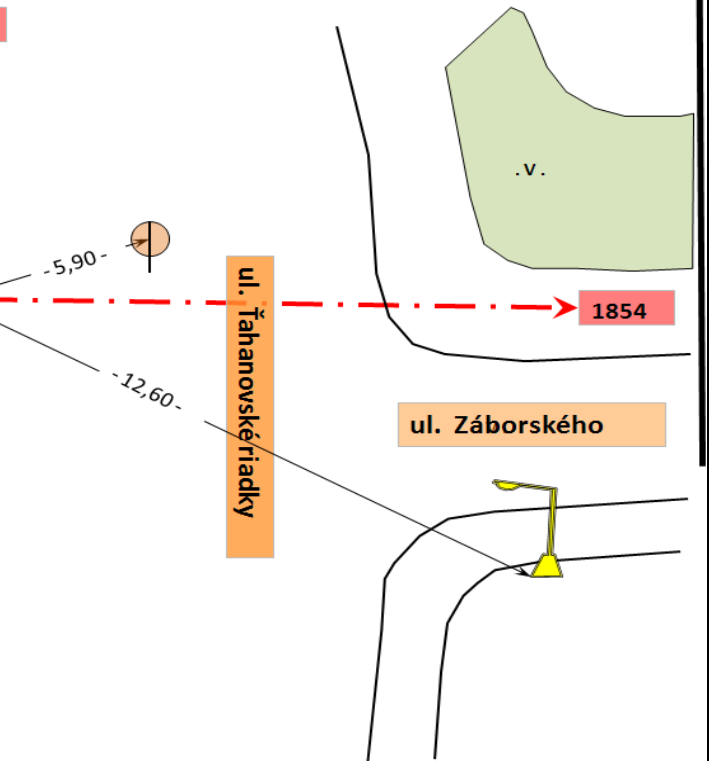 . v .
- 5,90 -
1854
ul. Ťahanovské riadky
- 12,60 -
ul. Záborského